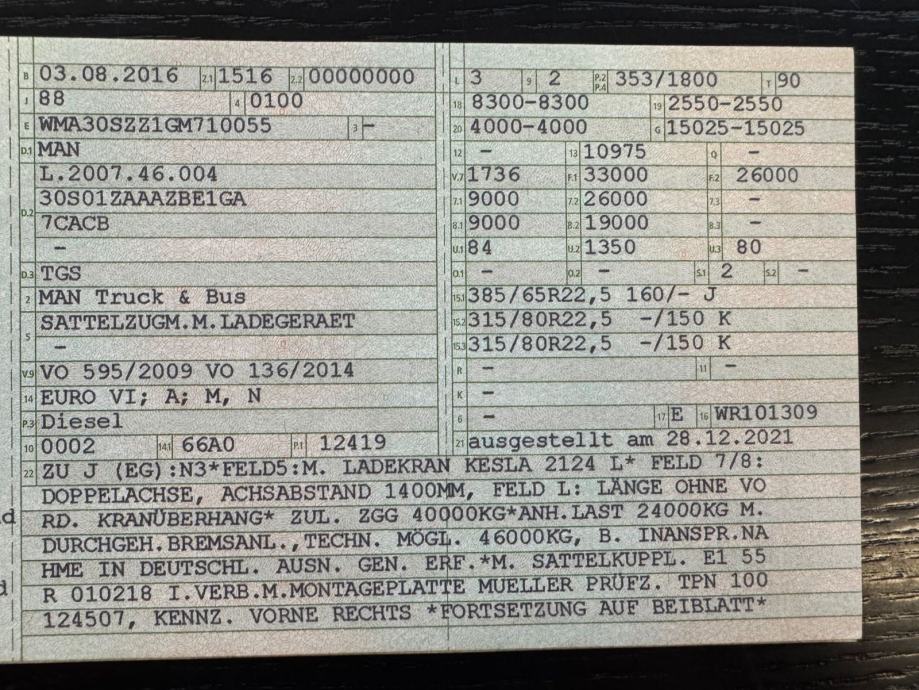 B 03.08.2016 2.1 1516 2.2 00000000
J 88 4 0100
E WMA30SZZ1GM710055 3 -
D.1 MAN
L.2007.46.004
30S01ZAAAZBE1GA
D.2 7CACB
-
D.3 TGS
2 MAN Truck & Bus
SATTELZUGM.M.LADEGERAET
5 -
V.9 VO 595/2009 VO 136/2014
14 EURO VI; A; M, N
P.3 Diesel
10 0002 14.1 66A0 P.1 12419
L 3 9 2 P.2 P.4 353/1800 T 90
18 8300-8300 19 2550-2550
20 4000-4000 G 15025-15025
12 - 13 10975 Q -
V.7 1736 F.1 33000 F.2 26000
7.1 9000 7.2 26000 7.3 -
8.1 9000 8.2 19000 8.3 -
U.1 84 U.2 1350 U.3 80
O.1 - O.2 - S.1 2 S.2 -
15.1 385/65R22,5 160/- J
15.2 315/80R22,5 -/150 K
15.3 315/80R22,5 -/150 K
R - 11 -
K -
6 - 17 E 16 WR101309
21 ausgestellt am 28.12.2021
22 ZU J (EG):N3*FELD5:M. LADEKRAN KESLA 2124 L* FELD 7/8:
DOPPELACHSE, ACHSABSTAND 1400MM, FELD L: LÄNGE OHNE VO
RD. KRANÜBERHANG* ZUL. ZGG 40000KG*ANH.LAST 24000KG M.
DURCHGEH.BREMSANL.,TECHN. MÖGL. 46000KG, B. INANSPR.NA
HME IN DEUTSCHL. AUSN. GEN. ERF.*M. SATTELKUPPL. E1 55
R 010218 I.VERB.M.MONTAGEPLATTE MUELLER PRÜFZ. TPN 100
124507, KENNZ. VORNE RECHTS *FORTSETZUNG AUF BEIBLATT*